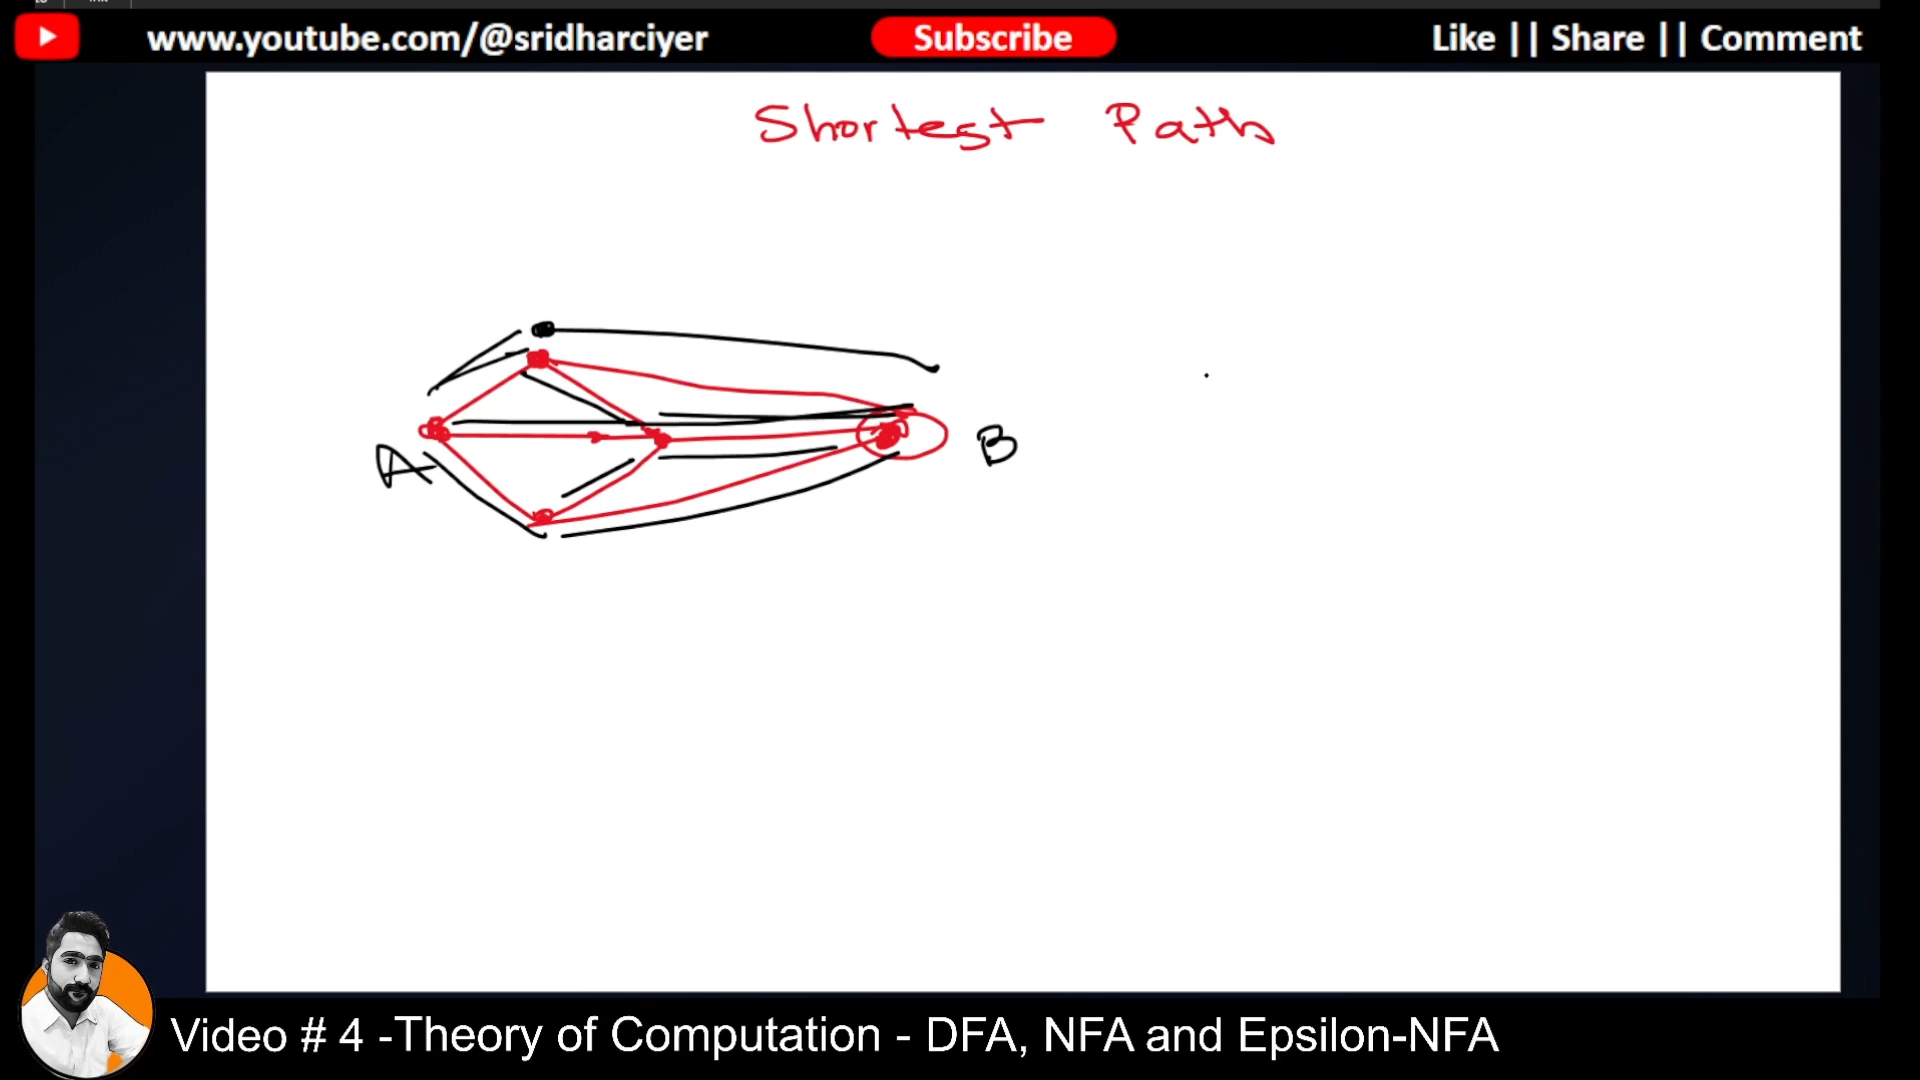 www.youtube.com/@sridharciyer Subscribe Like || Share || Comment
Shortest Path
A
B
Video # 4 -Theory of Computation - DFA, NFA and Epsilon-NFA